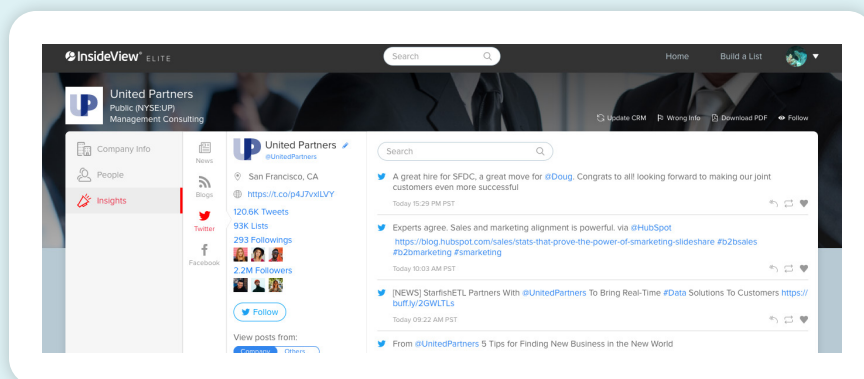 InsideView® ELITE
Search
Home
Build a List
UP
United Partners
Public (NYSE:UP)
Management Consulting
Update CRM
Wrong Info
Download PDF
Follow
Company Info
People
Insights
News
Blogs
Twitter
Facebook
UP
United Partners
@UnitedPartners
San Francisco, CA
https://t.co/p4J7vxlLVY
120.6K Tweets
93K Lists
293 Followings
2.2M Followers
Follow
View posts from:
Company
Others
Search
A great hire for SFDC, a great move for @Doug. Congrats to all! looking forward to making our joint
customers even more successful
Today 15:29 PM PST
Experts agree. Sales and marketing alignment is powerful. via @HubSpot
https://blog.hubspot.com/sales/stats-that-prove-the-power-of-smarketing-slideshare #b2bsales
#b2bmarketing #smarketing
Today 10:03 AM PST
[NEWS] StarfishETL Partners With @UnitedPartners To Bring Real-Time #Data Solutions To Customers https://
buff.ly/2GWLTLs
Today 09:22 AM PST
From @UnitedPartners 5 Tips for Finding New Business in the New World